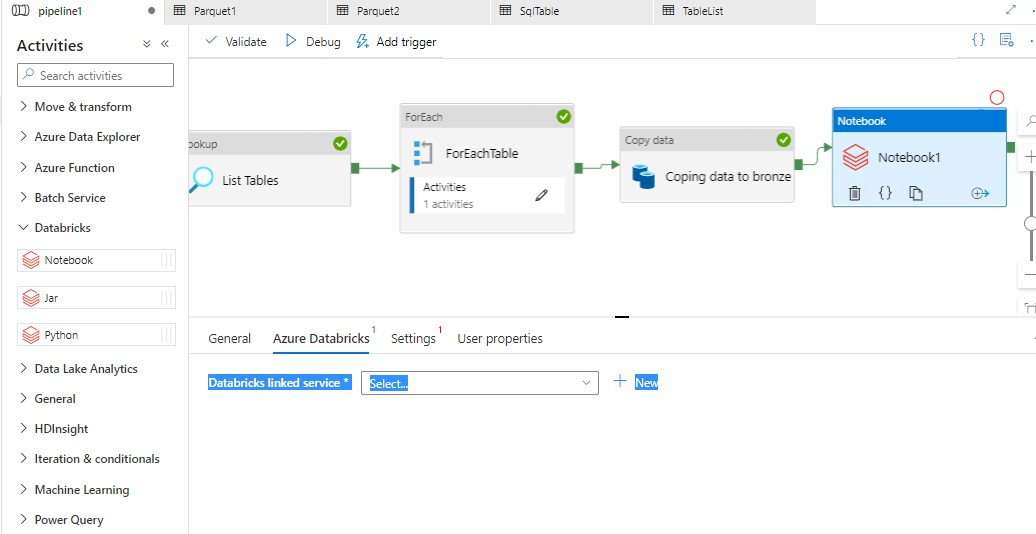 pipeline1
Parquet1
Parquet2
SqlTable
TableList
Activities
Validate
Debug
Add trigger
{}
Search activities
Move & transform
Azure Data Explorer
Azure Function
Batch Service
Databricks
Notebook
Jar
Python
Data Lake Analytics
General
HDInsight
Iteration & conditionals
Machine Learning
Power Query
ookup
List Tables
ForEach
ForEachTable
Activities
1 activities
Copy data
Coping data to bronze
Notebook
Notebook1
{}
General
Azure Databricks 1
Settings 1
User properties
Databricks linked service *
Select...
New